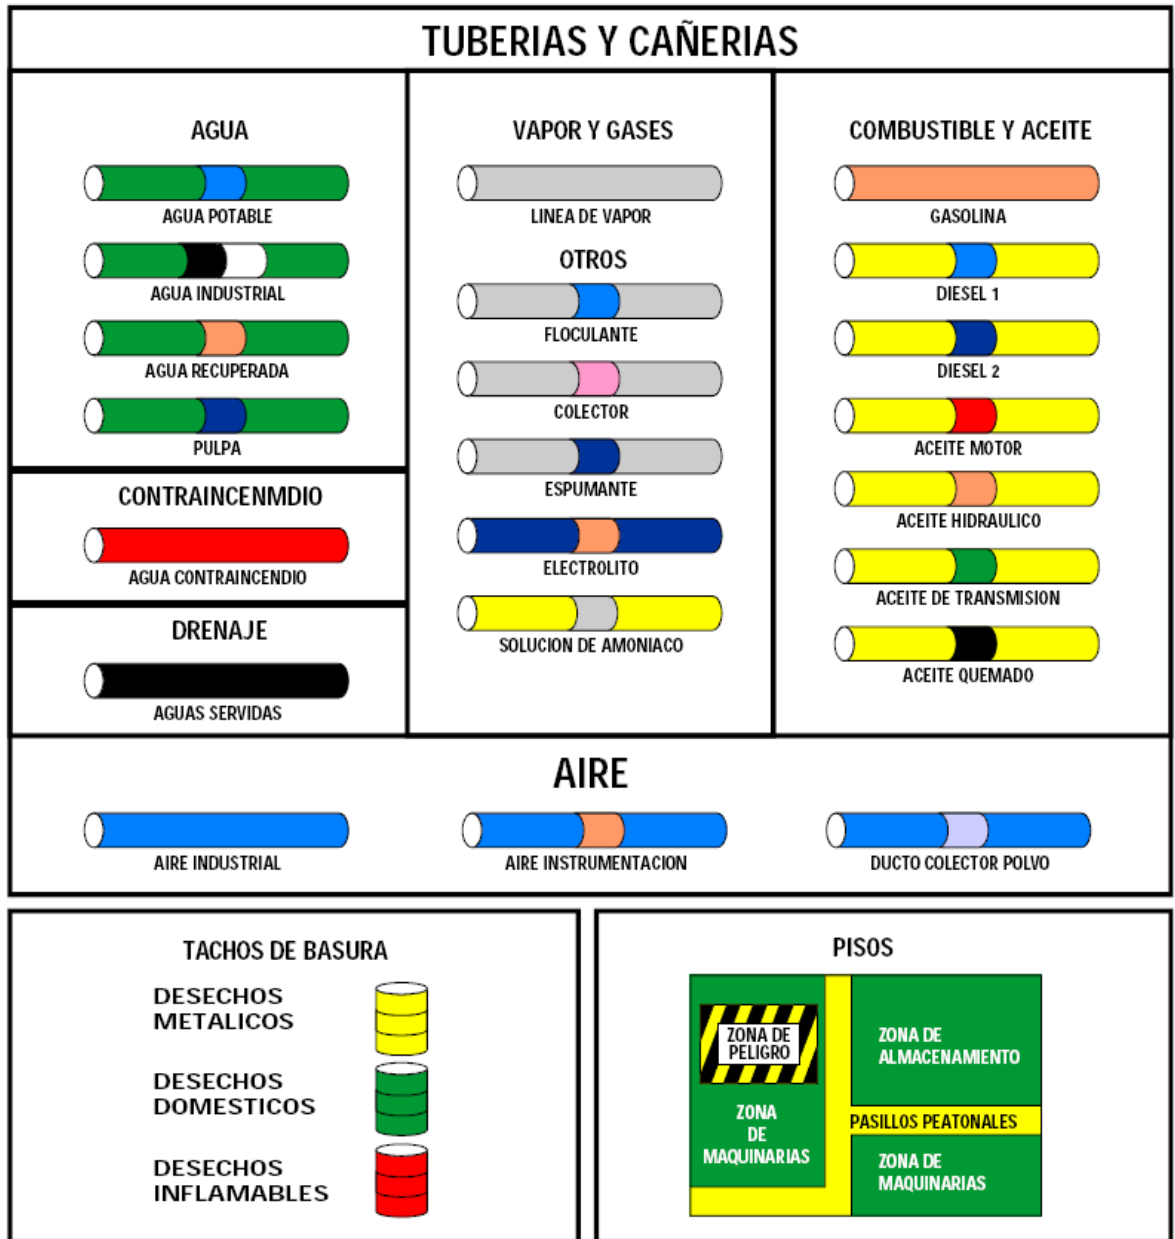 TUBERIAS Y CAÑERIAS
AGUA
AGUA POTABLE
AGUA INDUSTRIAL
AGUA RECUPERADA
PULPA
CONTRAINCENMDIO
AGUA CONTRAINCENDIO
DRENAJE
AGUAS SERVIDAS
VAPOR Y GASES
LINEA DE VAPOR
OTROS
FLOCULANTE
COLECTOR
ESPUMANTE
ELECTROLITO
SOLUCION DE AMONIACO
COMBUSTIBLE Y ACEITE
GASOLINA
DIESEL 1
DIESEL 2
ACEITE MOTOR
ACEITE HIDRAULICO
ACEITE DE TRANSMISION
ACEITE QUEMADO
AIRE
AIRE INDUSTRIAL
AIRE INSTRUMENTACION
DUCTO COLECTOR POLVO
TACHOS DE BASURA
DESECHOS
METALICOS
DESECHOS
DOMESTICOS
DESECHOS
INFLAMABLES
PISOS
ZONA DE
PELIGRO
ZONA
DE
MAQUINARIAS
ZONA DE
ALMACENAMIENTO
PASILLOS PEATONALES
ZONA DE
MAQUINARIAS